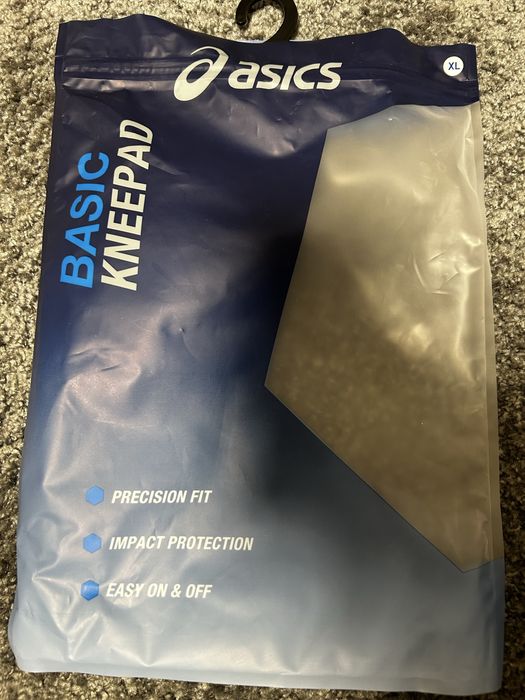 asics
XL
BASIC
KNEEPAD
PRECISION FIT
IMPACT PROTECTION
EASY ON & OFF